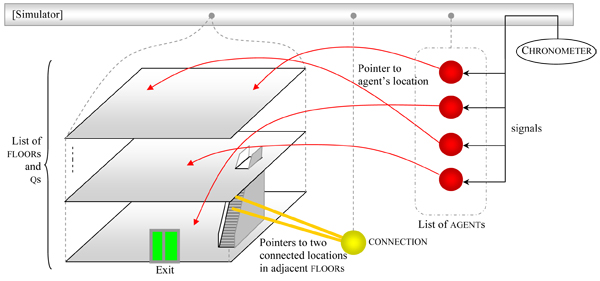 [Simulator]
CHRONOMETER
Pointer to
agent's location
signals
List of
FLOORs
and
Qs
List of AGENTs
CONNECTION
Pointers to two
connected locations
in adjacent FLOORs
Exit